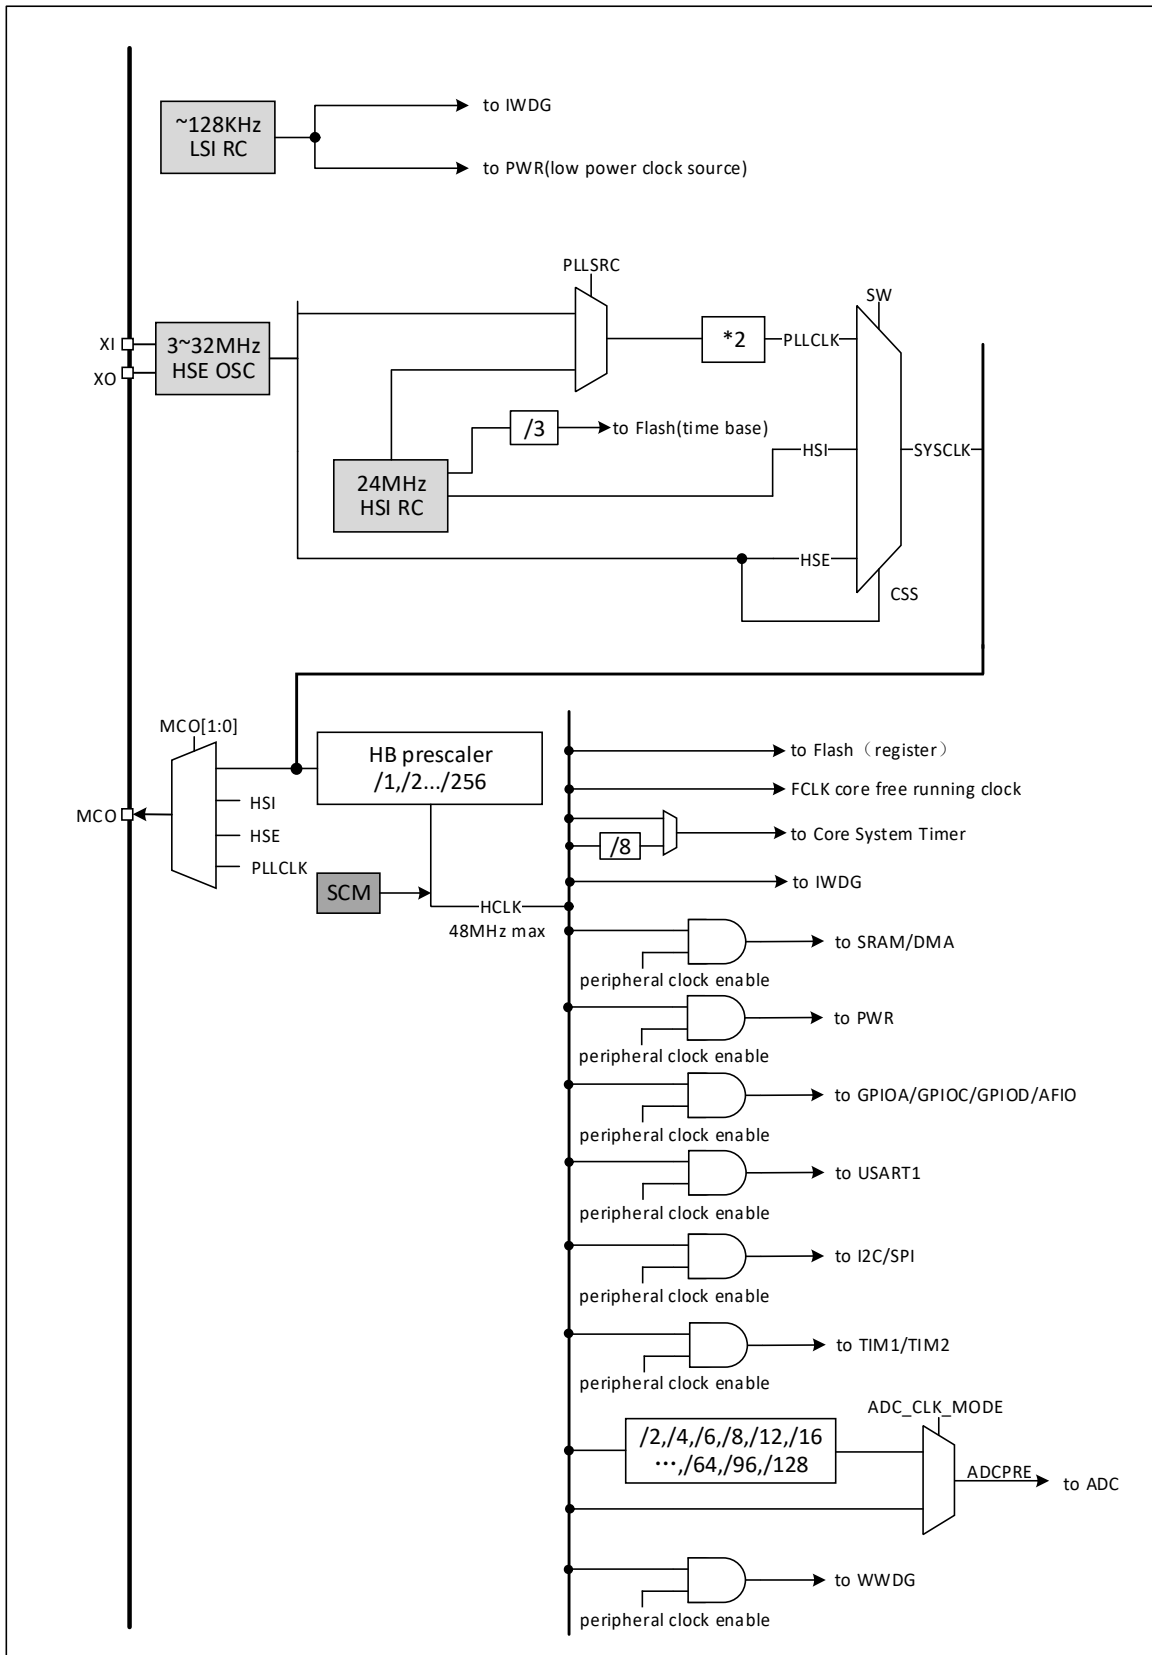 ~128KHz
LSI RC
to IWDG
to PWR(low power clock source)
PLLSRC
SW
XI
XO
3~32MHz
HSE OSC
*2
PLLCLK
/3
to Flash(time base)
24MHz
HSI RC
HSI
SYSCLK
HSE
CSS
MCO[1:0]
HB prescaler
/1,/2.../256
HSI
HSE
PLLCLK
MCO
SCM
HCLK
48MHz max
to Flash（register）
FCLK core free running clock
/8
to Core System Timer
to IWDG
to SRAM/DMA
peripheral clock enable
to PWR
peripheral clock enable
to GPIOA/GPIOC/GPIOD/AFIO
peripheral clock enable
to USART1
peripheral clock enable
to I2C/SPI
peripheral clock enable
to TIM1/TIM2
peripheral clock enable
ADC_CLK_MODE
/2,/4,/6,/8,/12,/16
…,/64,/96,/128
ADCPRE
to ADC
to WWDG
peripheral clock enable